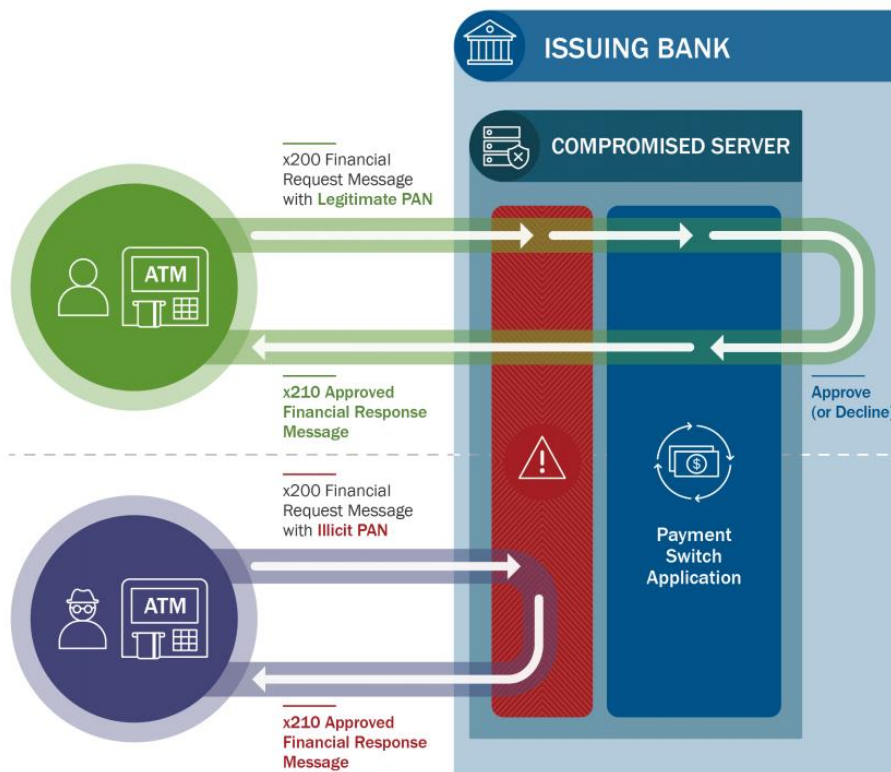 ISSUING BANK
COMPROMISED SERVER
x200 Financial
Request Message
with Legitimate PAN
ATM
x210 Approved
Financial Response
Message
Approve
(or Decline)
x200 Financial
Request Message
with Illicit PAN
$
Payment
Switch
Application
ATM
x210 Approved
Financial Response
Message